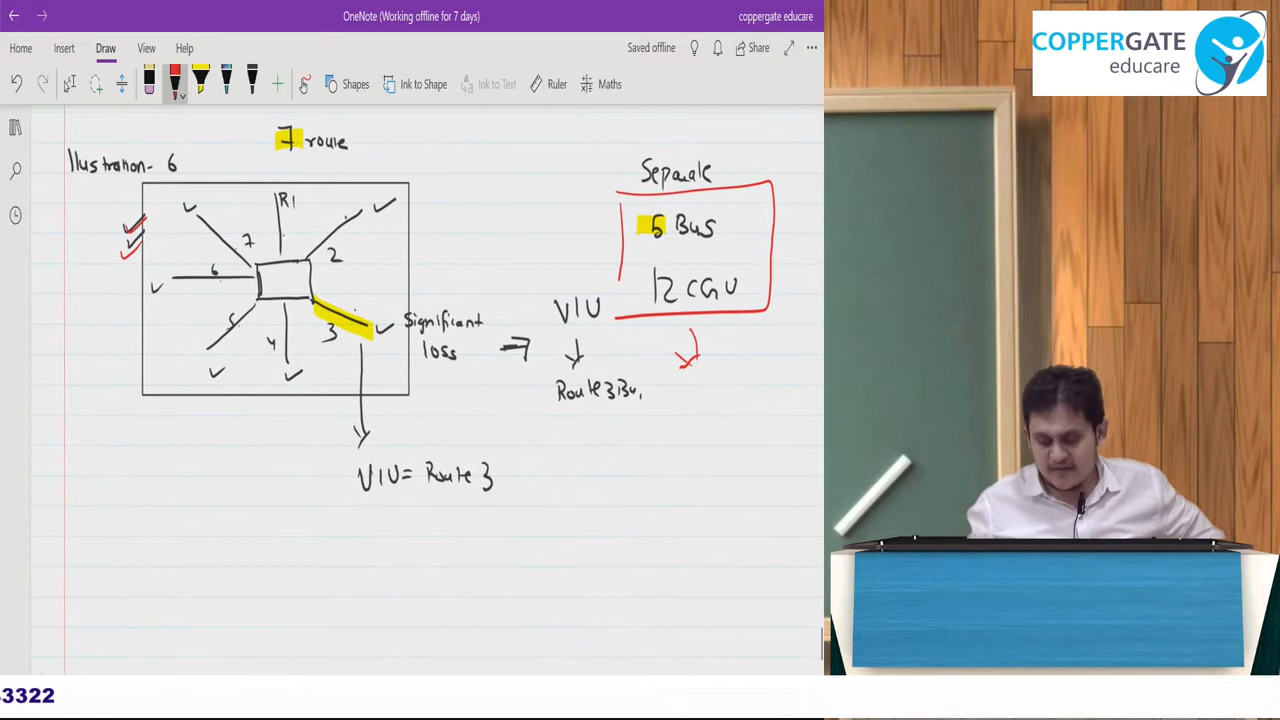 OneNote (Working offline for 7 days)
coppergate educare
Home Insert Draw View Help
Saved offline Share
Shapes Ink to Shape Ink to Text Ruler Maths
COPPERGATE
educare
7 route
Illustration- 6
Separate
R1
7
2
5 Bus
6
12 CGU
5
4
3
Significant
loss
VIU
Route 3 Bu
VIU = Route 3
3322